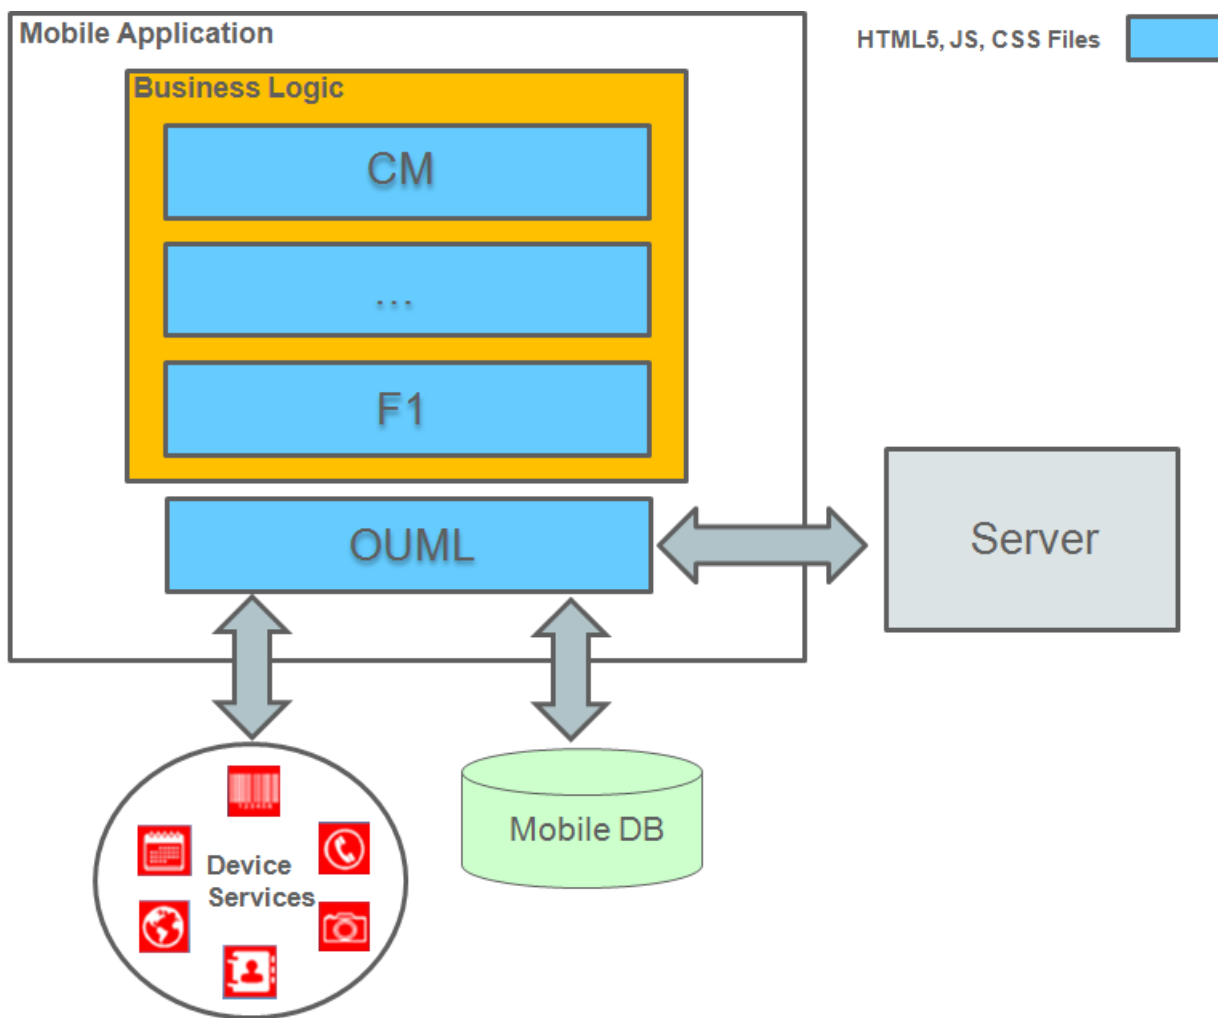 Mobile Application
HTML5, JS, CSS Files
Business Logic
CM
...
F1
OUML
Server
Device
Services
Mobile DB